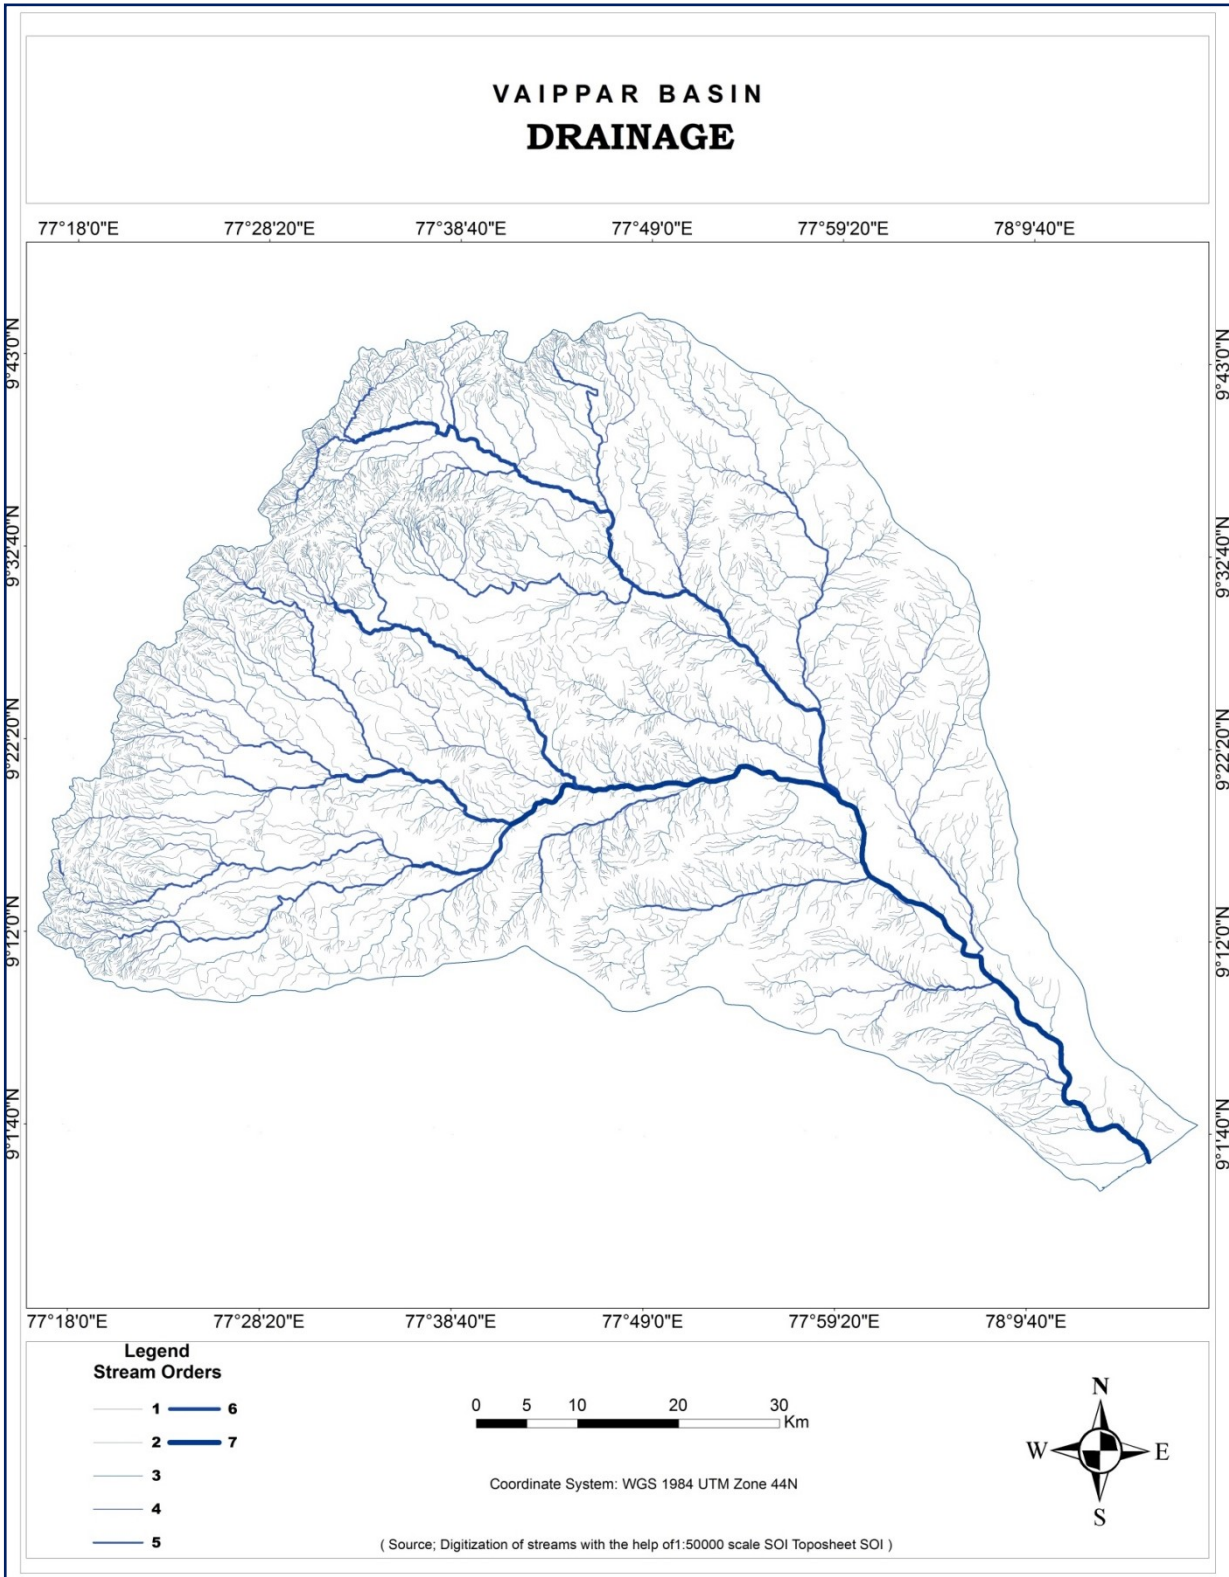 VAIPPAR BASIN
DRAINAGE
77°18'0"E 77°28'20"E 77°38'40"E 77°49'0"E 77°59'20"E 78°9'40"E
9°43'0"N 9°43'0"N
9°32'40"N 9°32'40"N
9°22'20"N 9°22'20"N
9°12'0"N 9°12'0"N
9°1'40"N 9°1'40"N
77°18'0"E 77°28'20"E 77°38'40"E 77°49'0"E 77°59'20"E 78°9'40"E
Legend
Stream Orders
1 6
2 7
3
4
5
0 5 10 20 30
Km
Coordinate System: WGS 1984 UTM Zone 44N
( Source; Digitization of streams with the help of1:50000 scale SOI Toposheet SOI )
N
W E
S